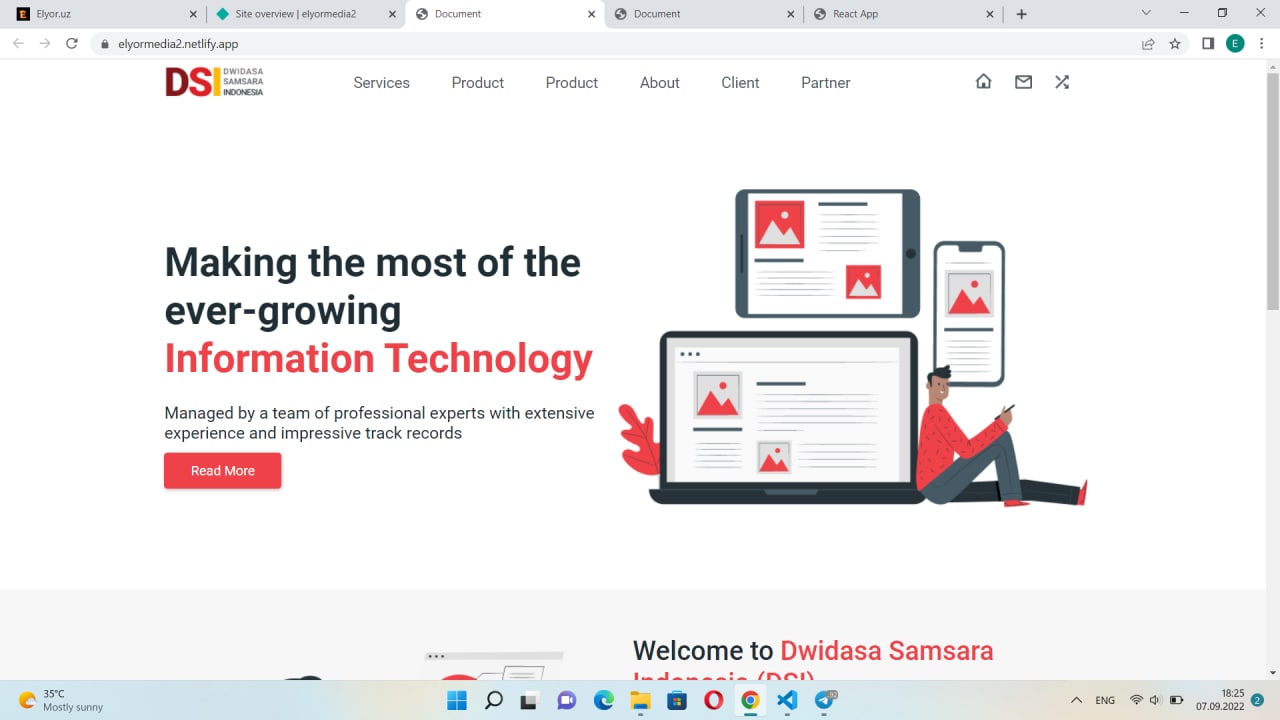 Elyor.uz
Site overview | elyormedia2
Document
Document
React App
elyormedia2.netlify.app
E
DSI DWIDASA
SAMSARA
INDONESIA
Services
Product
Product
About
Client
Partner
Making the most of the
ever-growing
Information Technology
Managed by a team of professional experts with extensive
experience and impressive track records
Read More
Welcome to Dwidasa Samsara
Indonesia (DSI)
35°C
Mostly sunny
ENG
18:25
07.09.2022
2